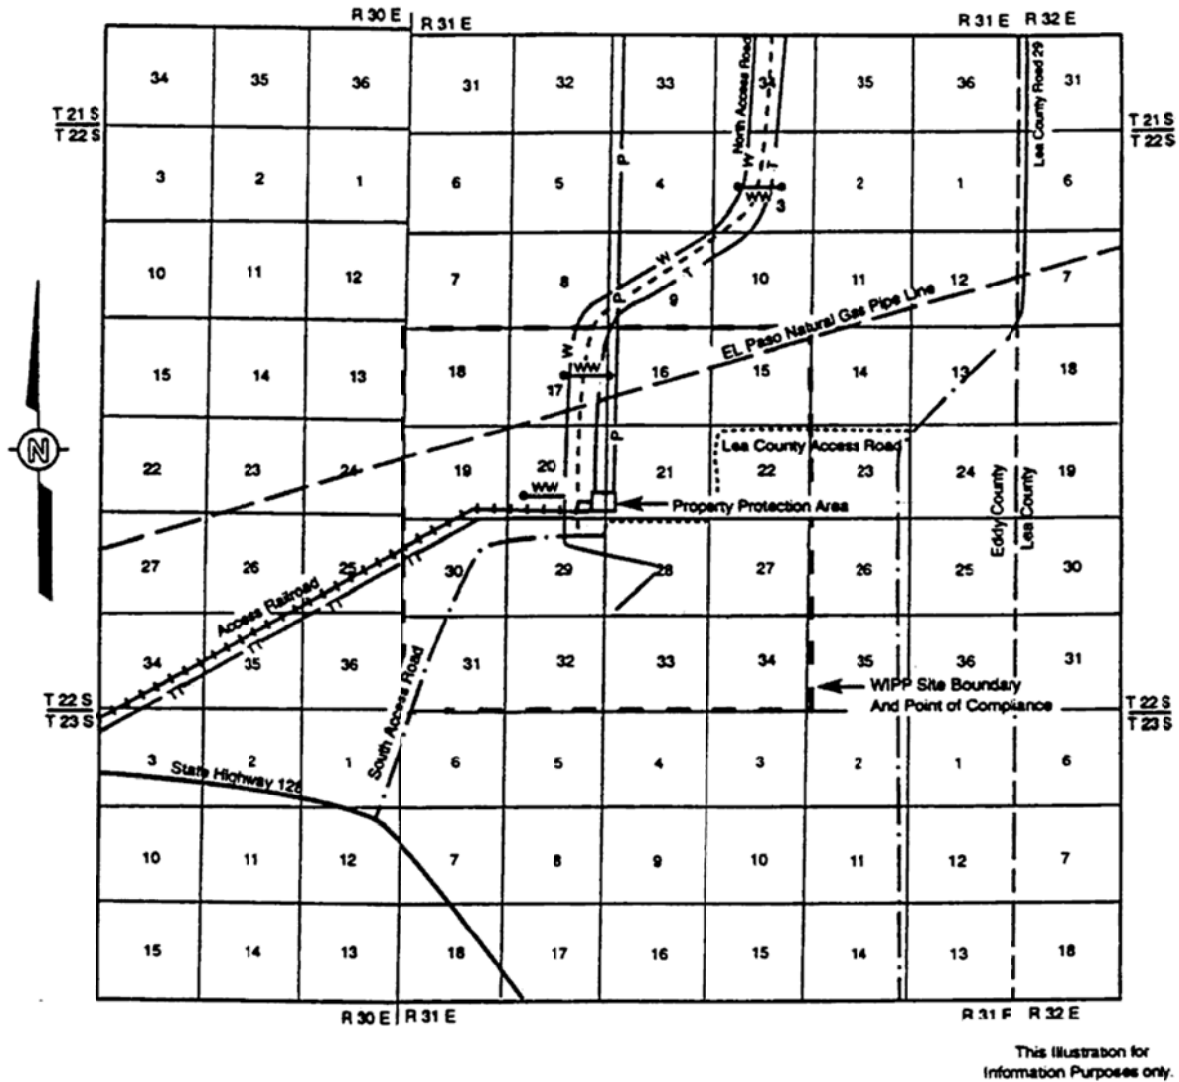 R 30 E R 31 E R 31 E R 32 E
34 35 36 31 32 33 34 35 36 31
North Access Road
Lea County Road 29
T 21 S
T 22 S
T 21 S
T 22 S
P W T
3 2 1 6 5 4 WW 3 2 1 6
10 11 12 7 8 W T P 9 10 11 12 7
EL Paso Natural Gas Pipe Line
W WW
15 14 13 18 17 16 15 14 13 18
P
Lea County Access Road
N
22 23 24 19 20 21 22 23 24 19
WW
Property Protection Area
Eddy County
Lea County
27 26 25 30 29 28 27 26 25 30
TT
Access Railroad
TT
TT
TT
34 35 36 31 32 33 34 35 36 31
South Access Road
WIPP Site Boundary
And Point of Compliance
T 22 S
T 23 S
T 22 S
T 23 S
3 2 1 6 5 4 3 2 1 6
State Highway 128
10 11 12 7 8 9 10 11 12 7
15 14 13 18 17 16 15 14 13 18
R 30 E R 31 E R 31 E R 32 E
This Illustration for
Information Purposes only.